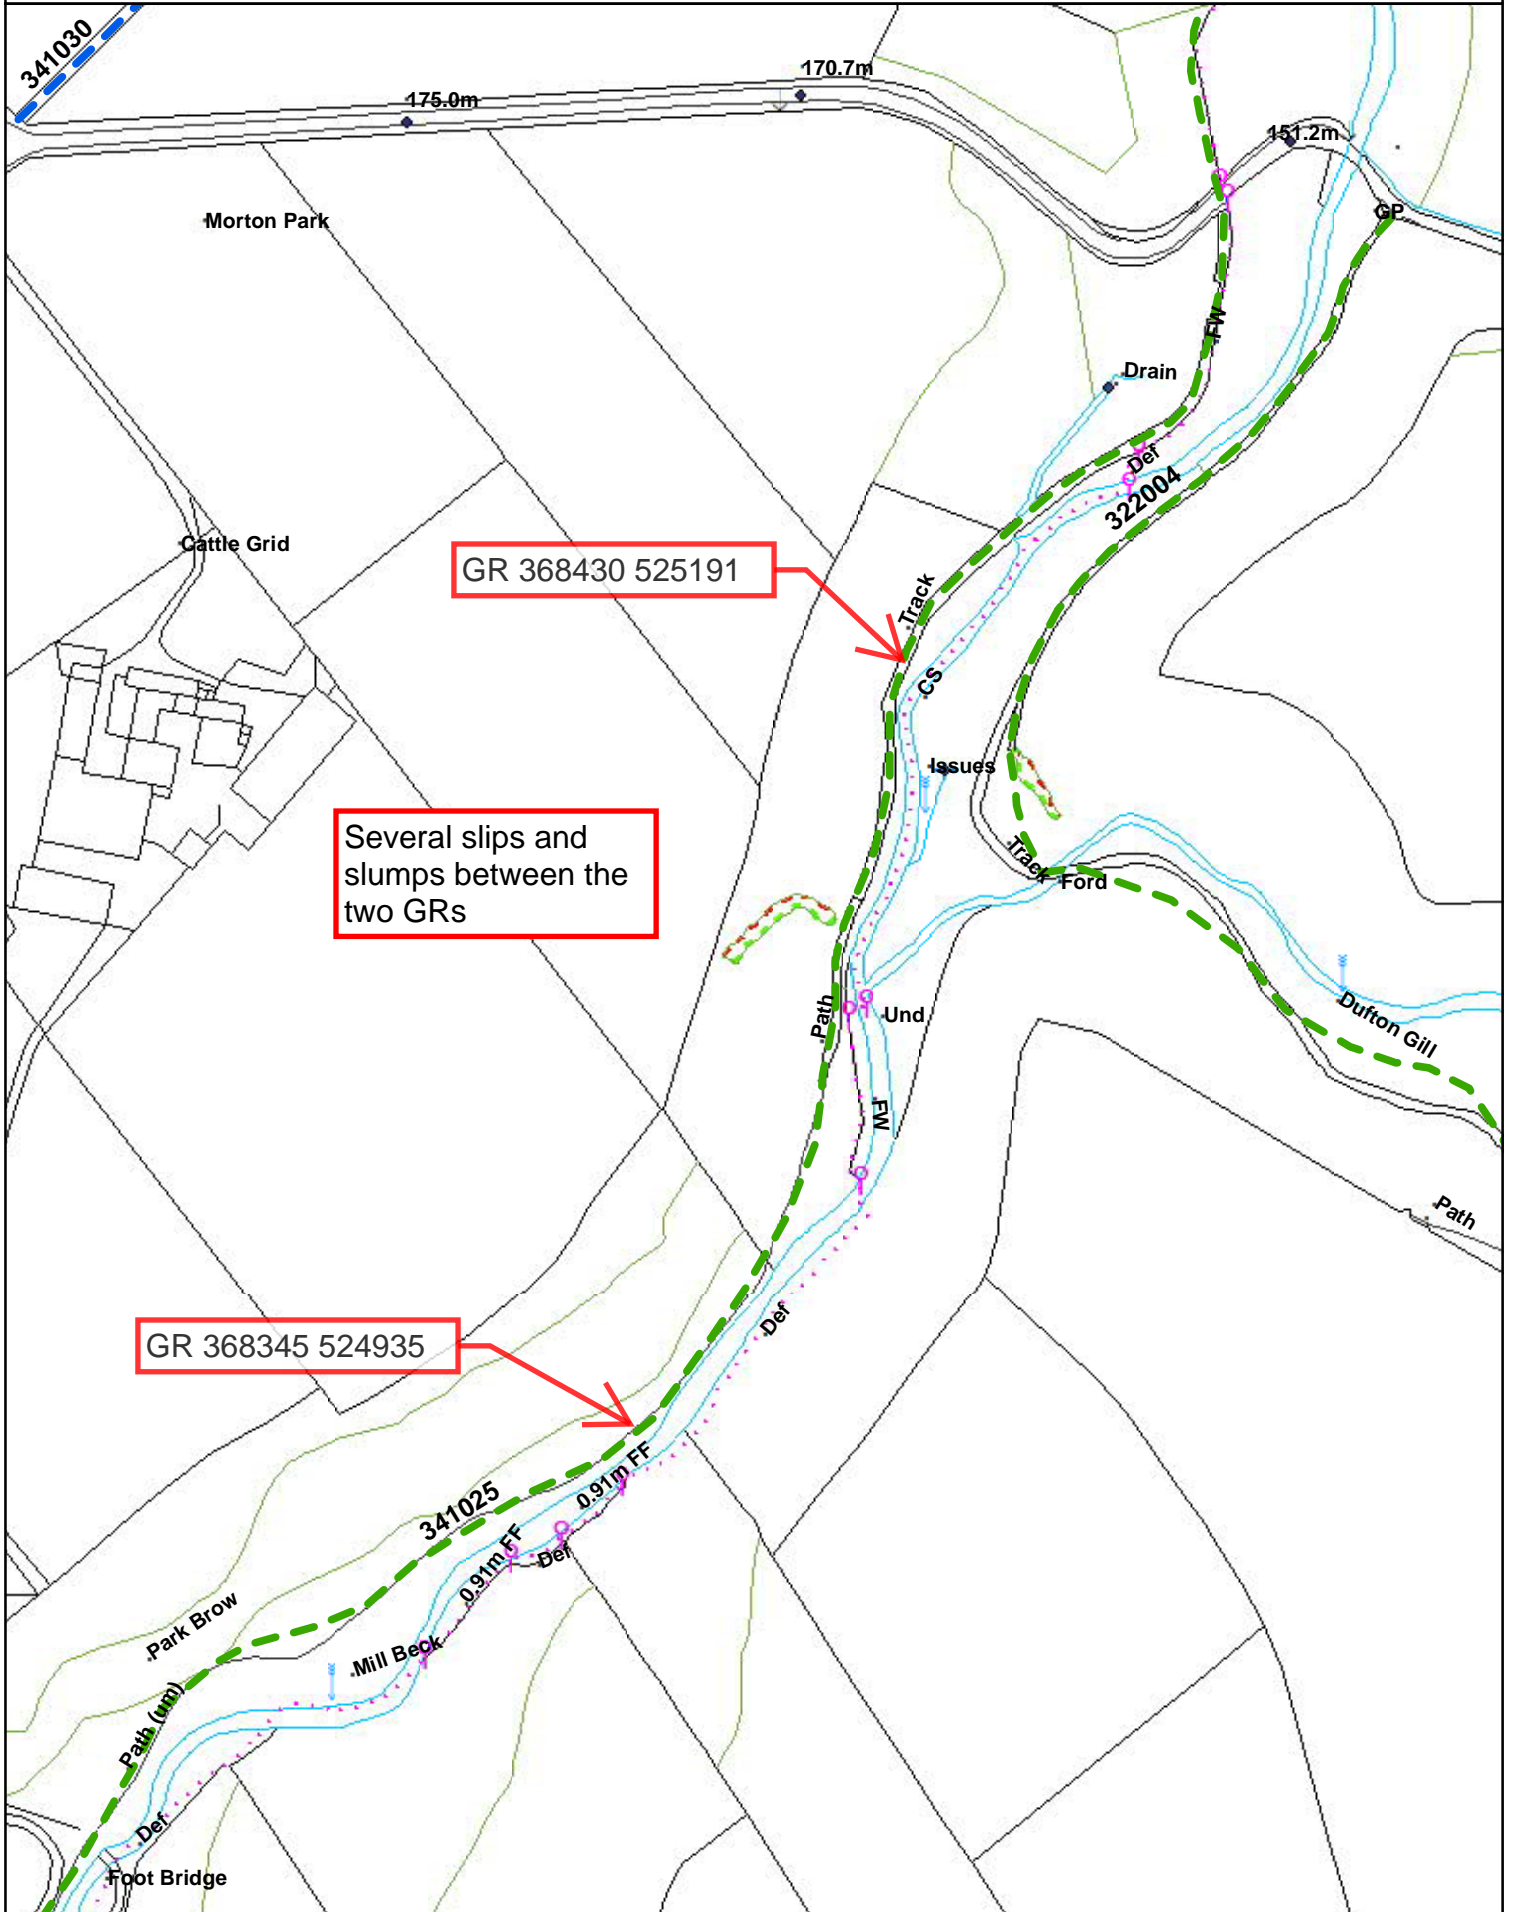 341030
170.7m
175.0m
151.2m
GP
Morton Park
FW
Drain
Def
322004
Cattle Grid
GR 368430 525191
Track
CS
Issues
Several slips and
slumps between the
two GRs
Track
Ford
Path
Und
Dufton Gill
FW
Path
Def
GR 368345 524935
0.91m FF
341025
0.91m FF
Def
Park Brow
Mill Beck
Path (um)
Def
Foot Bridge